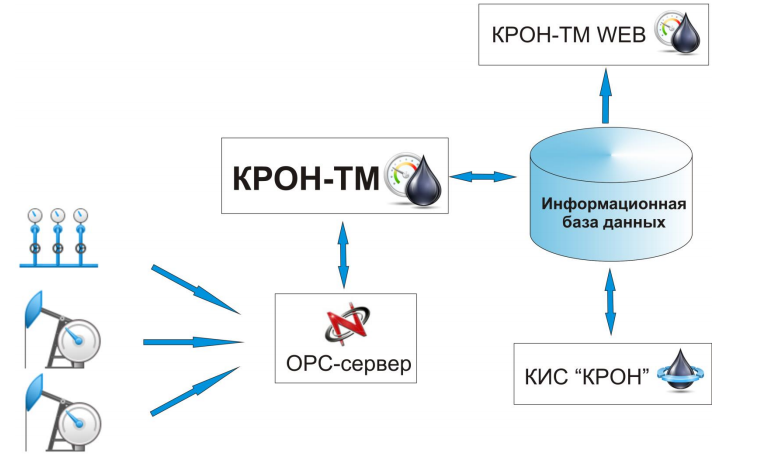 КРОН-ТМ WEB
КРОН-ТМ
Информационная
база данных
OPC-сервер
КИС “КРОН”